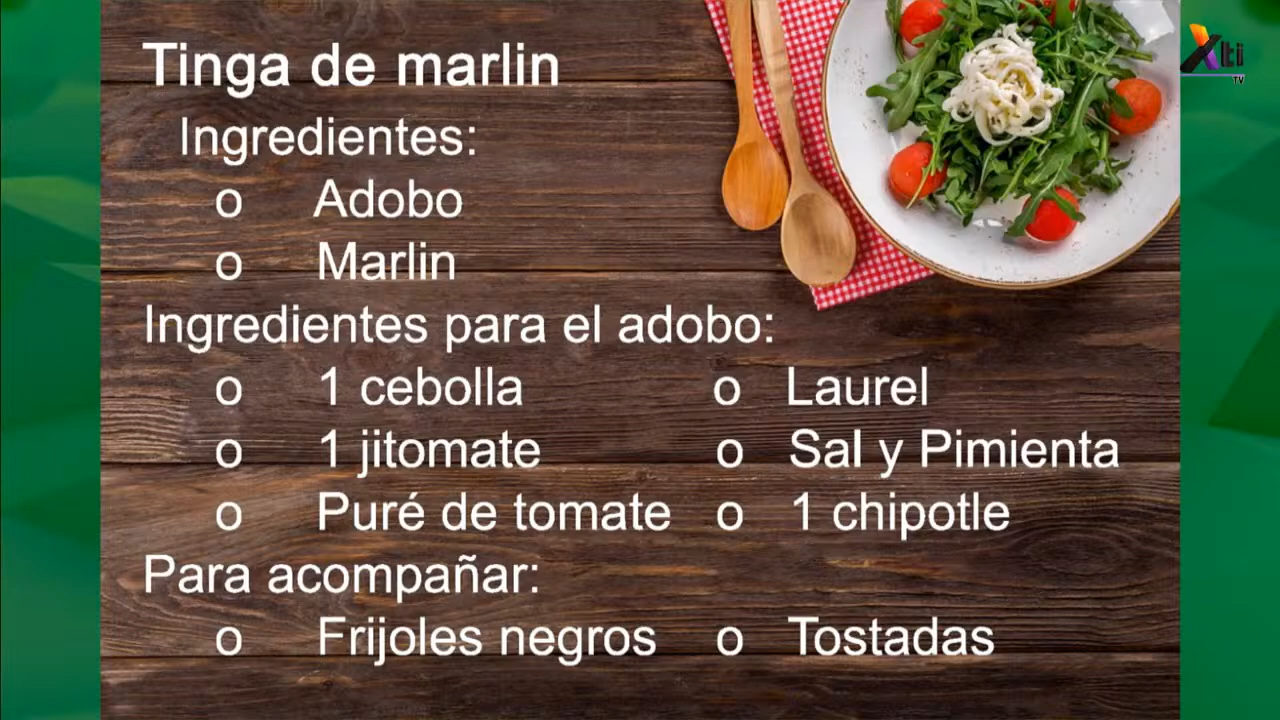 Tinga de marlin
Ingredientes:
o Adobo
o Marlin
Ingredientes para el adobo:
o 1 cebolla o Laurel
o 1 jitomate o Sal y Pimienta
o Puré de tomate o 1 chipotle
Para acompañar:
o Frijoles negros o Tostadas
Xlti
TV